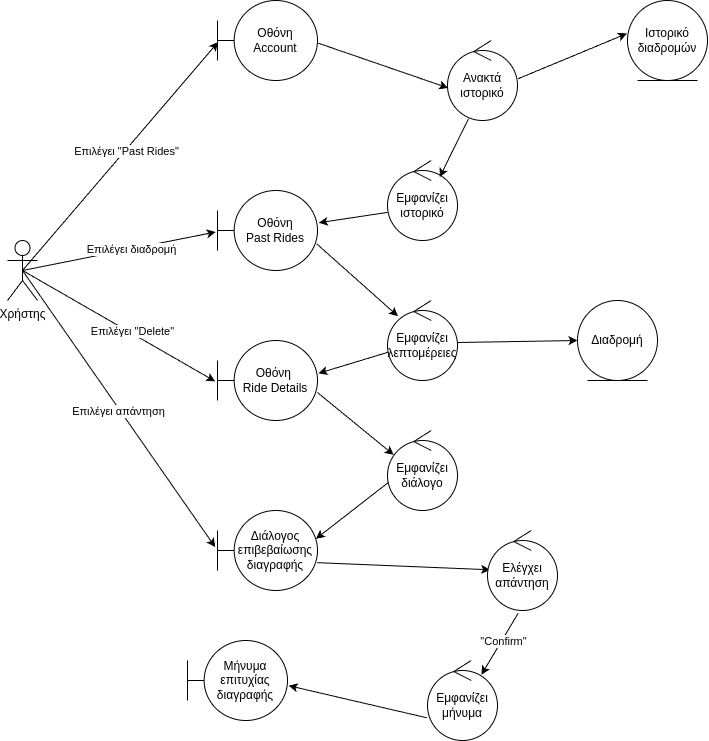 Οθόνη
Account
Ιστορικό
διαδρομών
Ανακτά
ιστορικό
Επιλέγει "Past Rides"
Εμφανίζει
ιστορικό
Οθόνη
Past Rides
Επιλέγει διαδρομή
Χρήστης
Επιλέγει "Delete"
Εμφανίζει
λεπτομέρειες
Διαδρομή
Οθόνη
Ride Details
Επιλέγει απάντηση
Εμφανίζει
διάλογο
Διάλογος
επιβεβαίωσης
διαγραφής
Ελέγχει
απάντηση
"Confirm"
Μήνυμα
επιτυχίας
διαγραφής
Εμφανίζει
μήνυμα